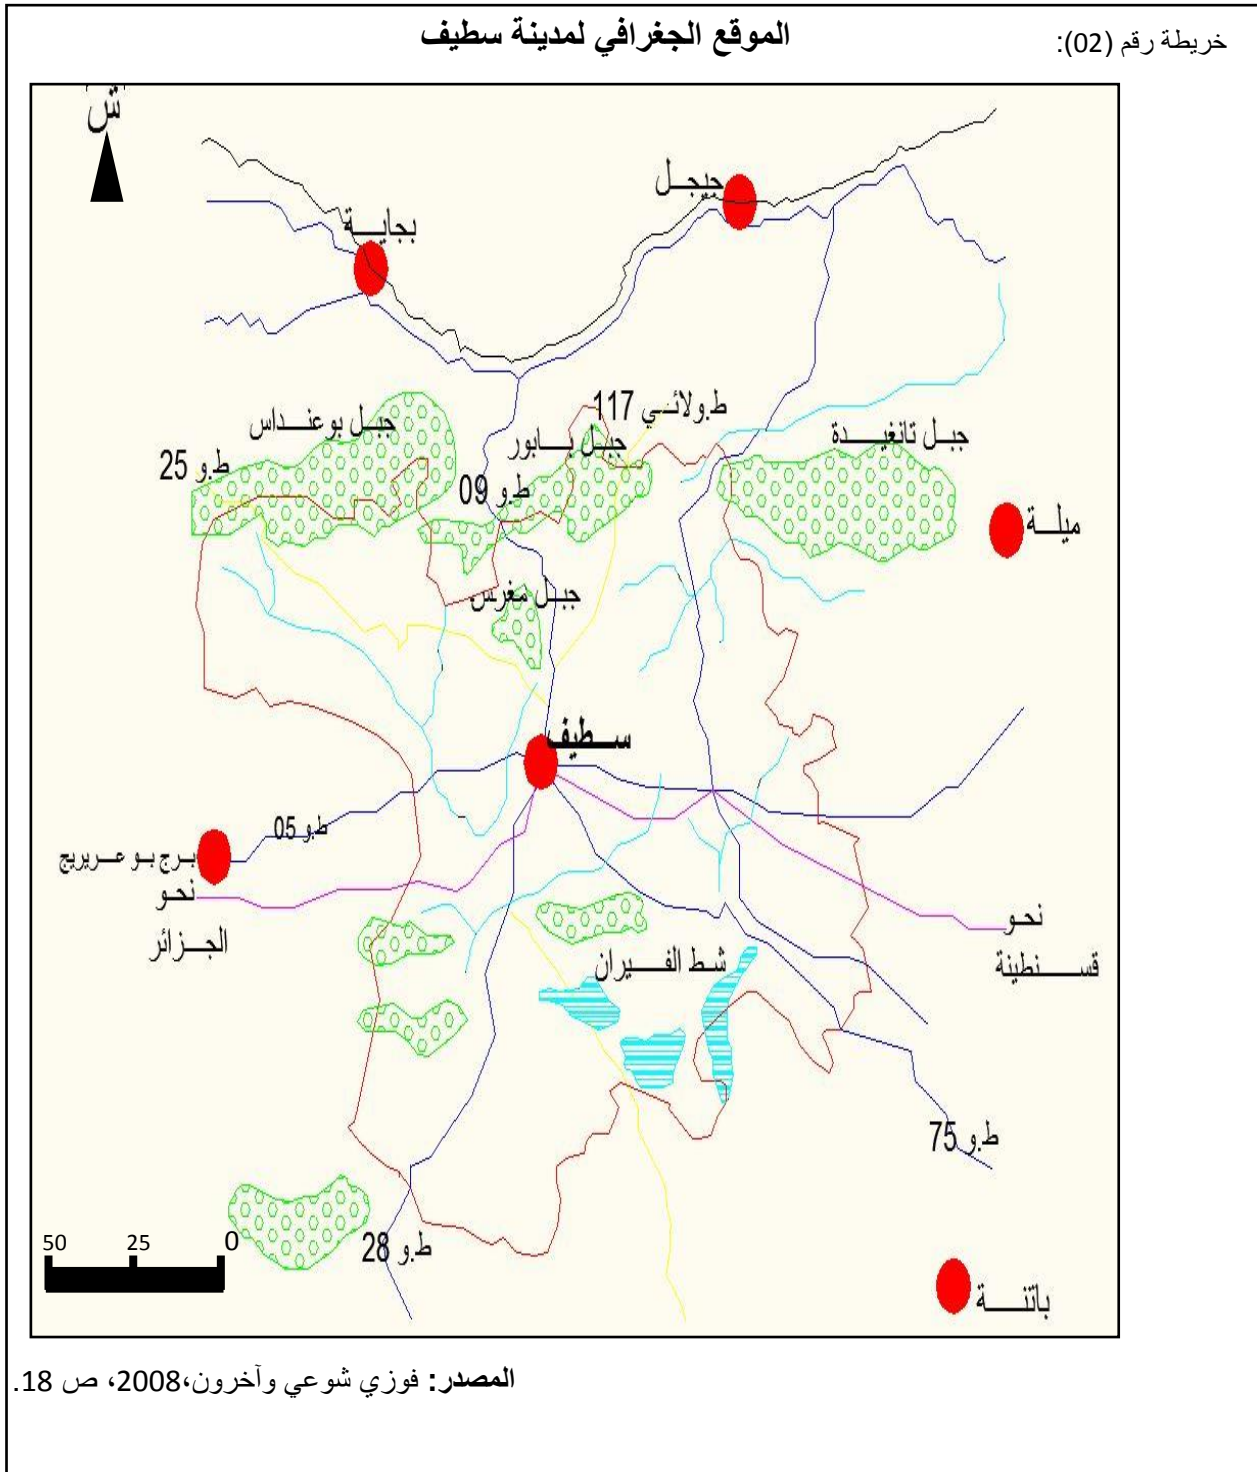 خريطة رقم (02):
الموقع الجغرافي لمدينة سطيف
ش
جيجل
بجاية
ط.ولائي 117
جبل بوعنداس
جبل بابور
جبل تانغيدة
ط.و 25
ط.و 09
ميلة
جبل مغرس
سطيف
ط.و 05
برج بو عريريج
نحو
الجزائر
نحو
قسنطينة
شط الفيران
ط.و 75
ط.و 28
50 25 0
باتنة
المصدر: فوزي شوعي وآخرون،2008، ص 18.